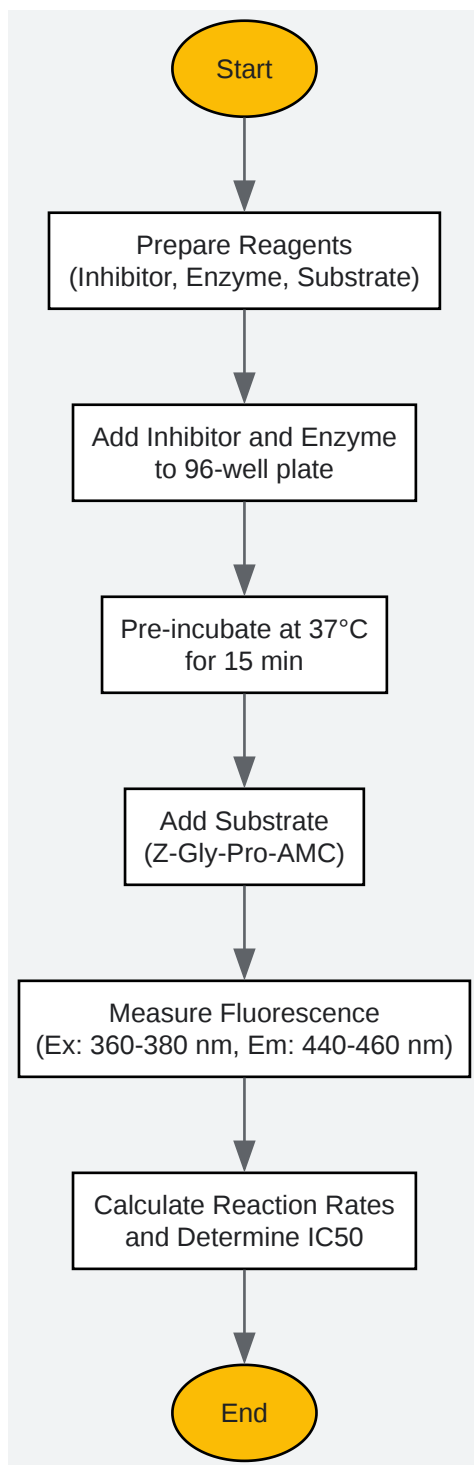 Start
Prepare Reagents
(Inhibitor, Enzyme, Substrate)
Add Inhibitor and Enzyme
to 96-well plate
Pre-incubate at 37°C
for 15 min
Add Substrate
(Z-Gly-Pro-AMC)
Measure Fluorescence
(Ex: 360-380 nm, Em: 440-460 nm)
Calculate Reaction Rates
and Determine IC50
End